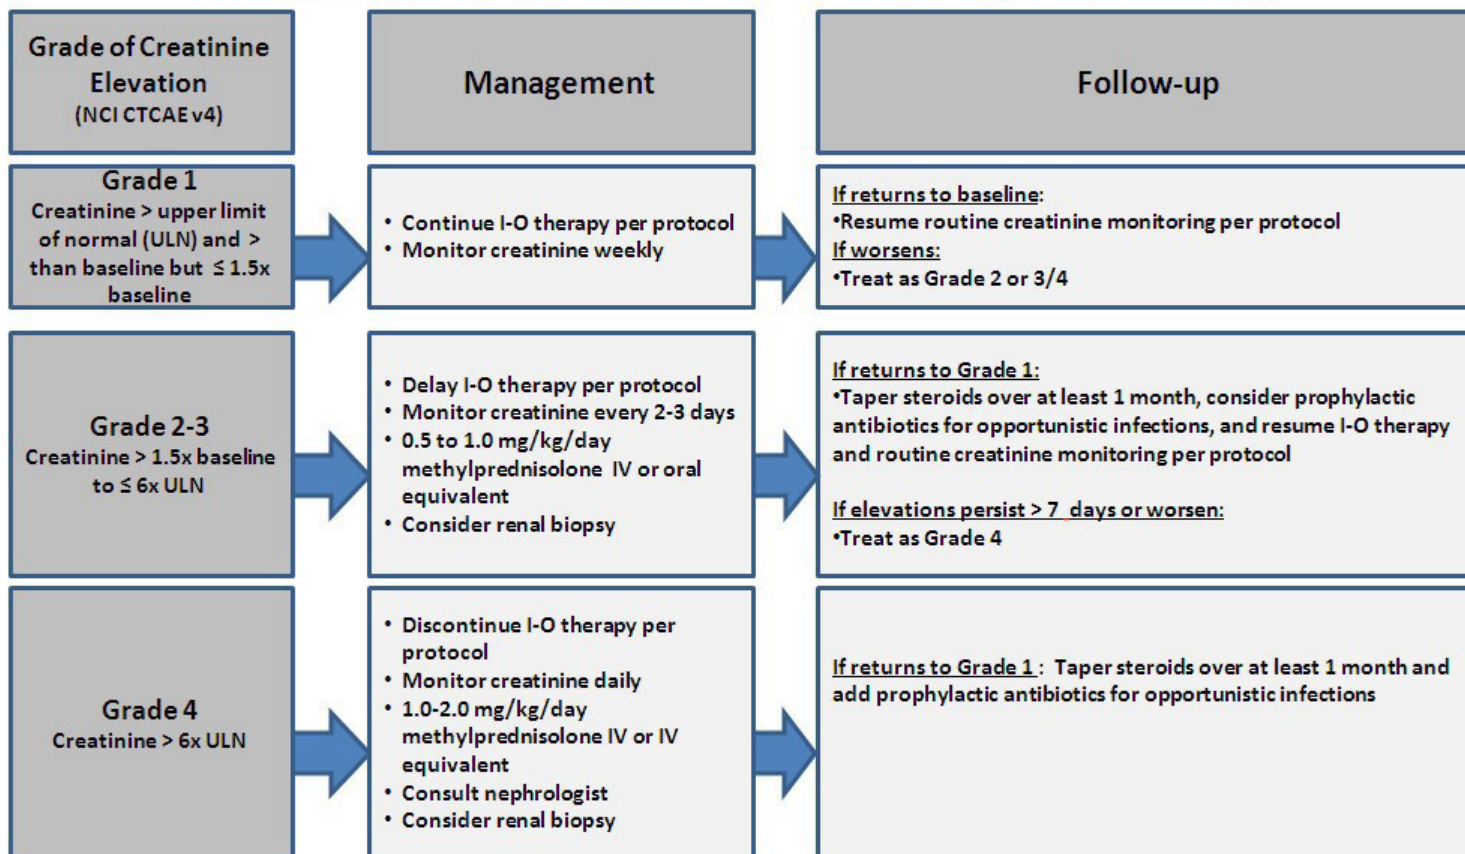 Grade of Creatinine
Elevation
(NCI CTCAE v4)
Management
Follow-up
Grade 1
Creatinine > upper limit
of normal (ULN) and >
than baseline but ≤ 1.5x
baseline
• Continue I-O therapy per protocol
• Monitor creatinine weekly
If returns to baseline:
•Resume routine creatinine monitoring per protocol
If worsens:
•Treat as Grade 2 or 3/4
Grade 2-3
Creatinine > 1.5x baseline
to ≤ 6x ULN
• Delay I-O therapy per protocol
• Monitor creatinine every 2-3 days
• 0.5 to 1.0 mg/kg/day
methylprednisolone IV or oral
equivalent
• Consider renal biopsy
If returns to Grade 1:
•Taper steroids over at least 1 month, consider prophylactic
antibiotics for opportunistic infections, and resume I-O therapy
and routine creatinine monitoring per protocol
If elevations persist > 7 days or worsen:
•Treat as Grade 4
Grade 4
Creatinine > 6x ULN
• Discontinue I-O therapy per
protocol
• Monitor creatinine daily
• 1.0-2.0 mg/kg/day
methylprednisolone IV or IV
equivalent
• Consult nephrologist
• Consider renal biopsy
If returns to Grade 1 : Taper steroids over at least 1 month and
add prophylactic antibiotics for opportunistic infections